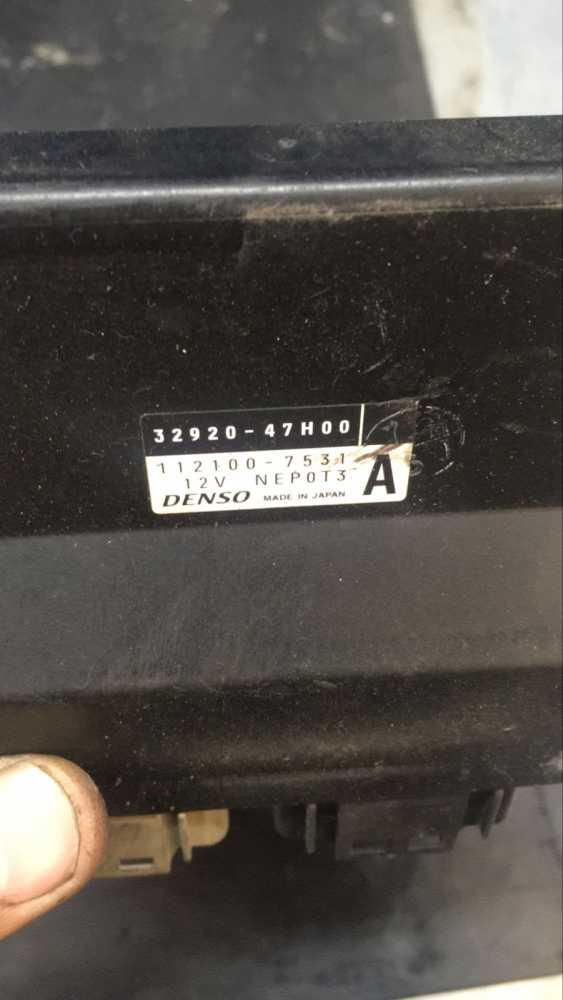 32920-47H00
112100-7531
12V NEP0T3 A
DENSO MADE IN JAPAN